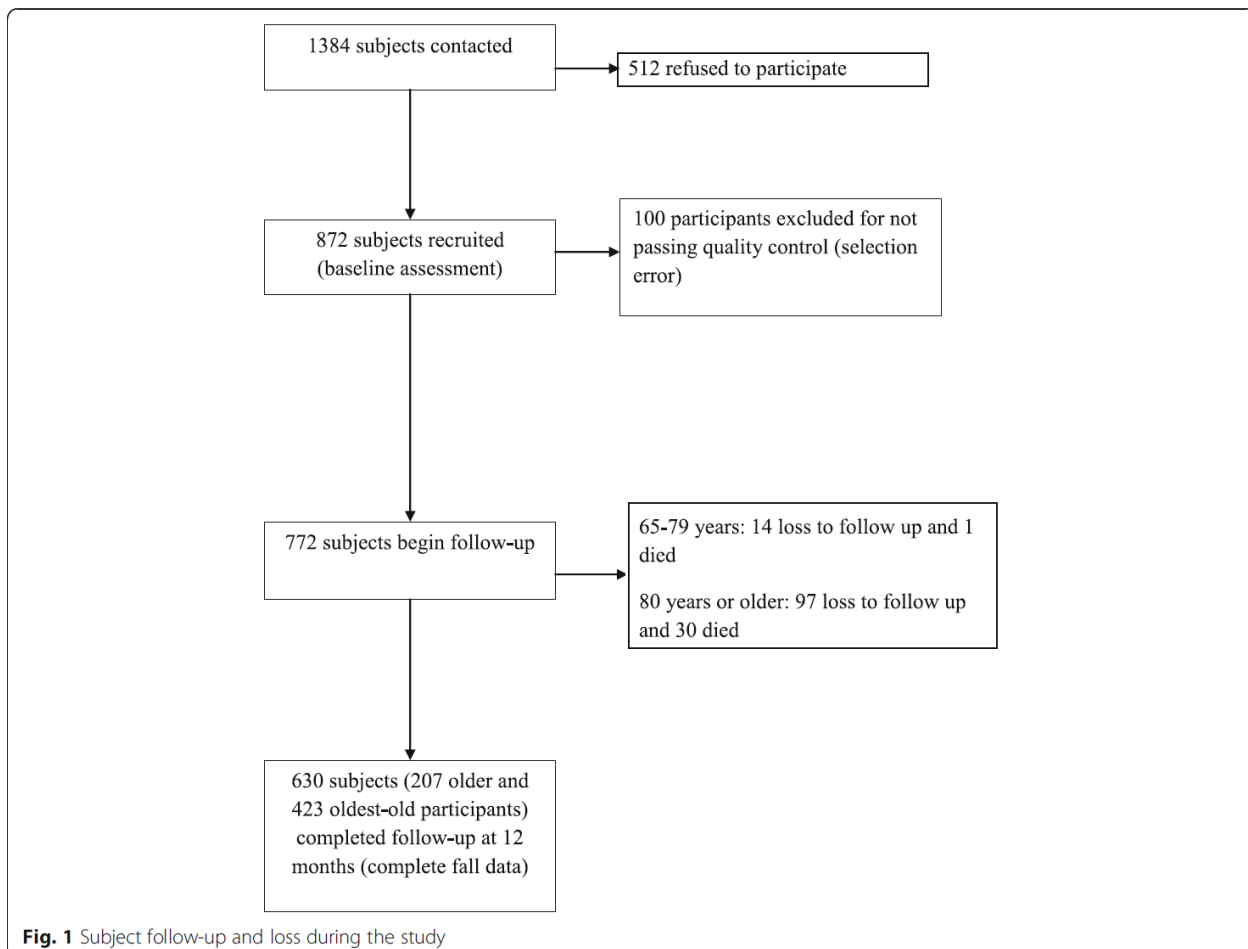 1384 subjects contacted
512 refused to participate
872 subjects recruited
(baseline assessment)
100 participants excluded for not
passing quality control (selection
error)
772 subjects begin follow-up
65-79 years: 14 loss to follow up and 1
died
80 years or older: 97 loss to follow up
and 30 died
630 subjects (207 older and
423 oldest-old participants)
completed follow-up at 12
months (complete fall data)
Fig. 1 Subject follow-up and loss during the study